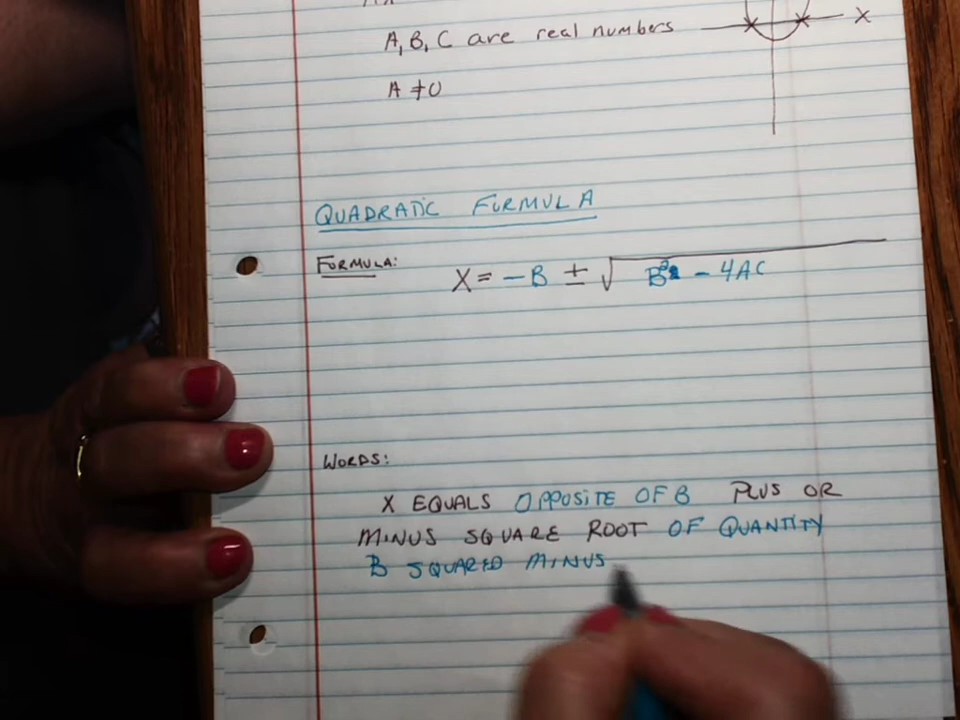 A, B, C are real numbers
X
A ≠ 0
QUADRATIC FORMULA
FORMULA:
X = -B ± √ B² - 4AC
WORDS:
X EQUALS OPPOSITE OF B PLUS OR
MINUS SQUARE ROOT OF QUANTITY
B SQUARED MINUS